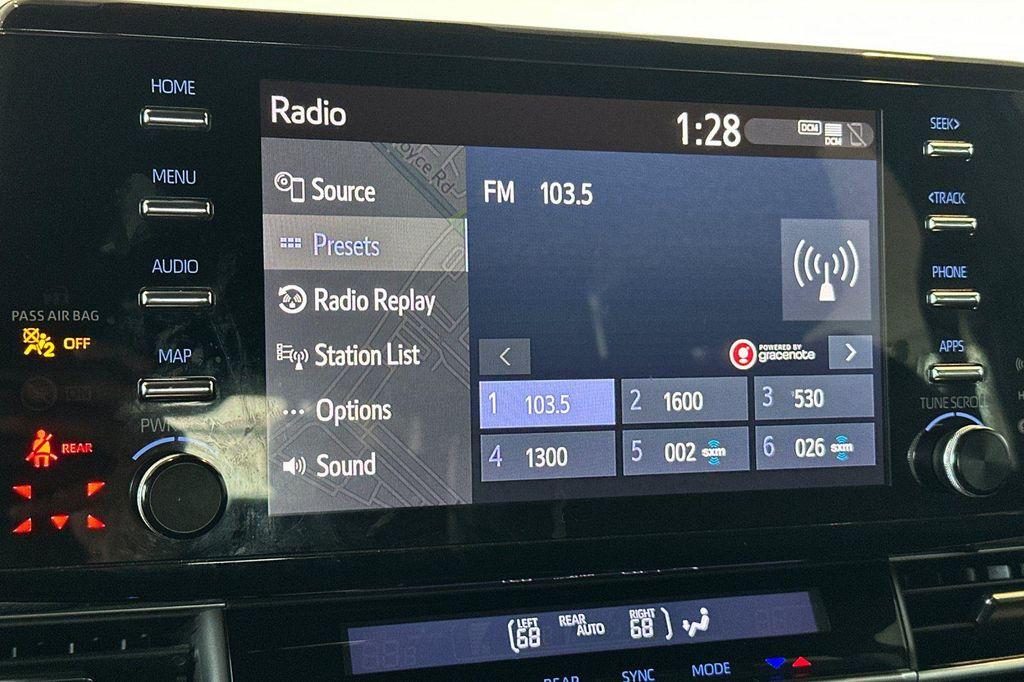 HOME
MENU
AUDIO
MAP
PASS AIR BAG
OFF
REAR
Radio
1:28
DCM
DCM
Source
Presets
Radio Replay
Station List
Options
Sound
FM 103.5
POWERED BY
gracenote
1 103.5
2 1600
3 530
4 1300
5 002 sxm
6 026 sxm
SEEK>
<TRACK
PHONE
APPS
TUNE SCROLL
LEFT
68
REAR
AUTO
RIGHT
68
REAR
SYNC
MODE